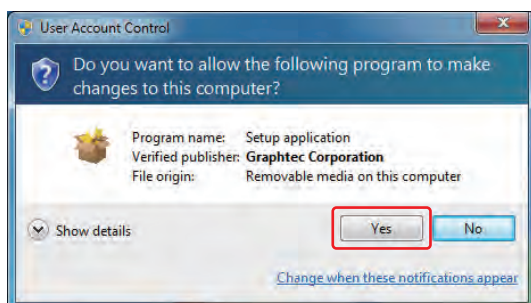 User Account Control
Do you want to allow the following program to make
changes to this computer?
Program name: Setup application
Verified publisher: Graphtec Corporation
File origin: Removable media on this computer
Show details
Yes
No
Change when these notifications appear